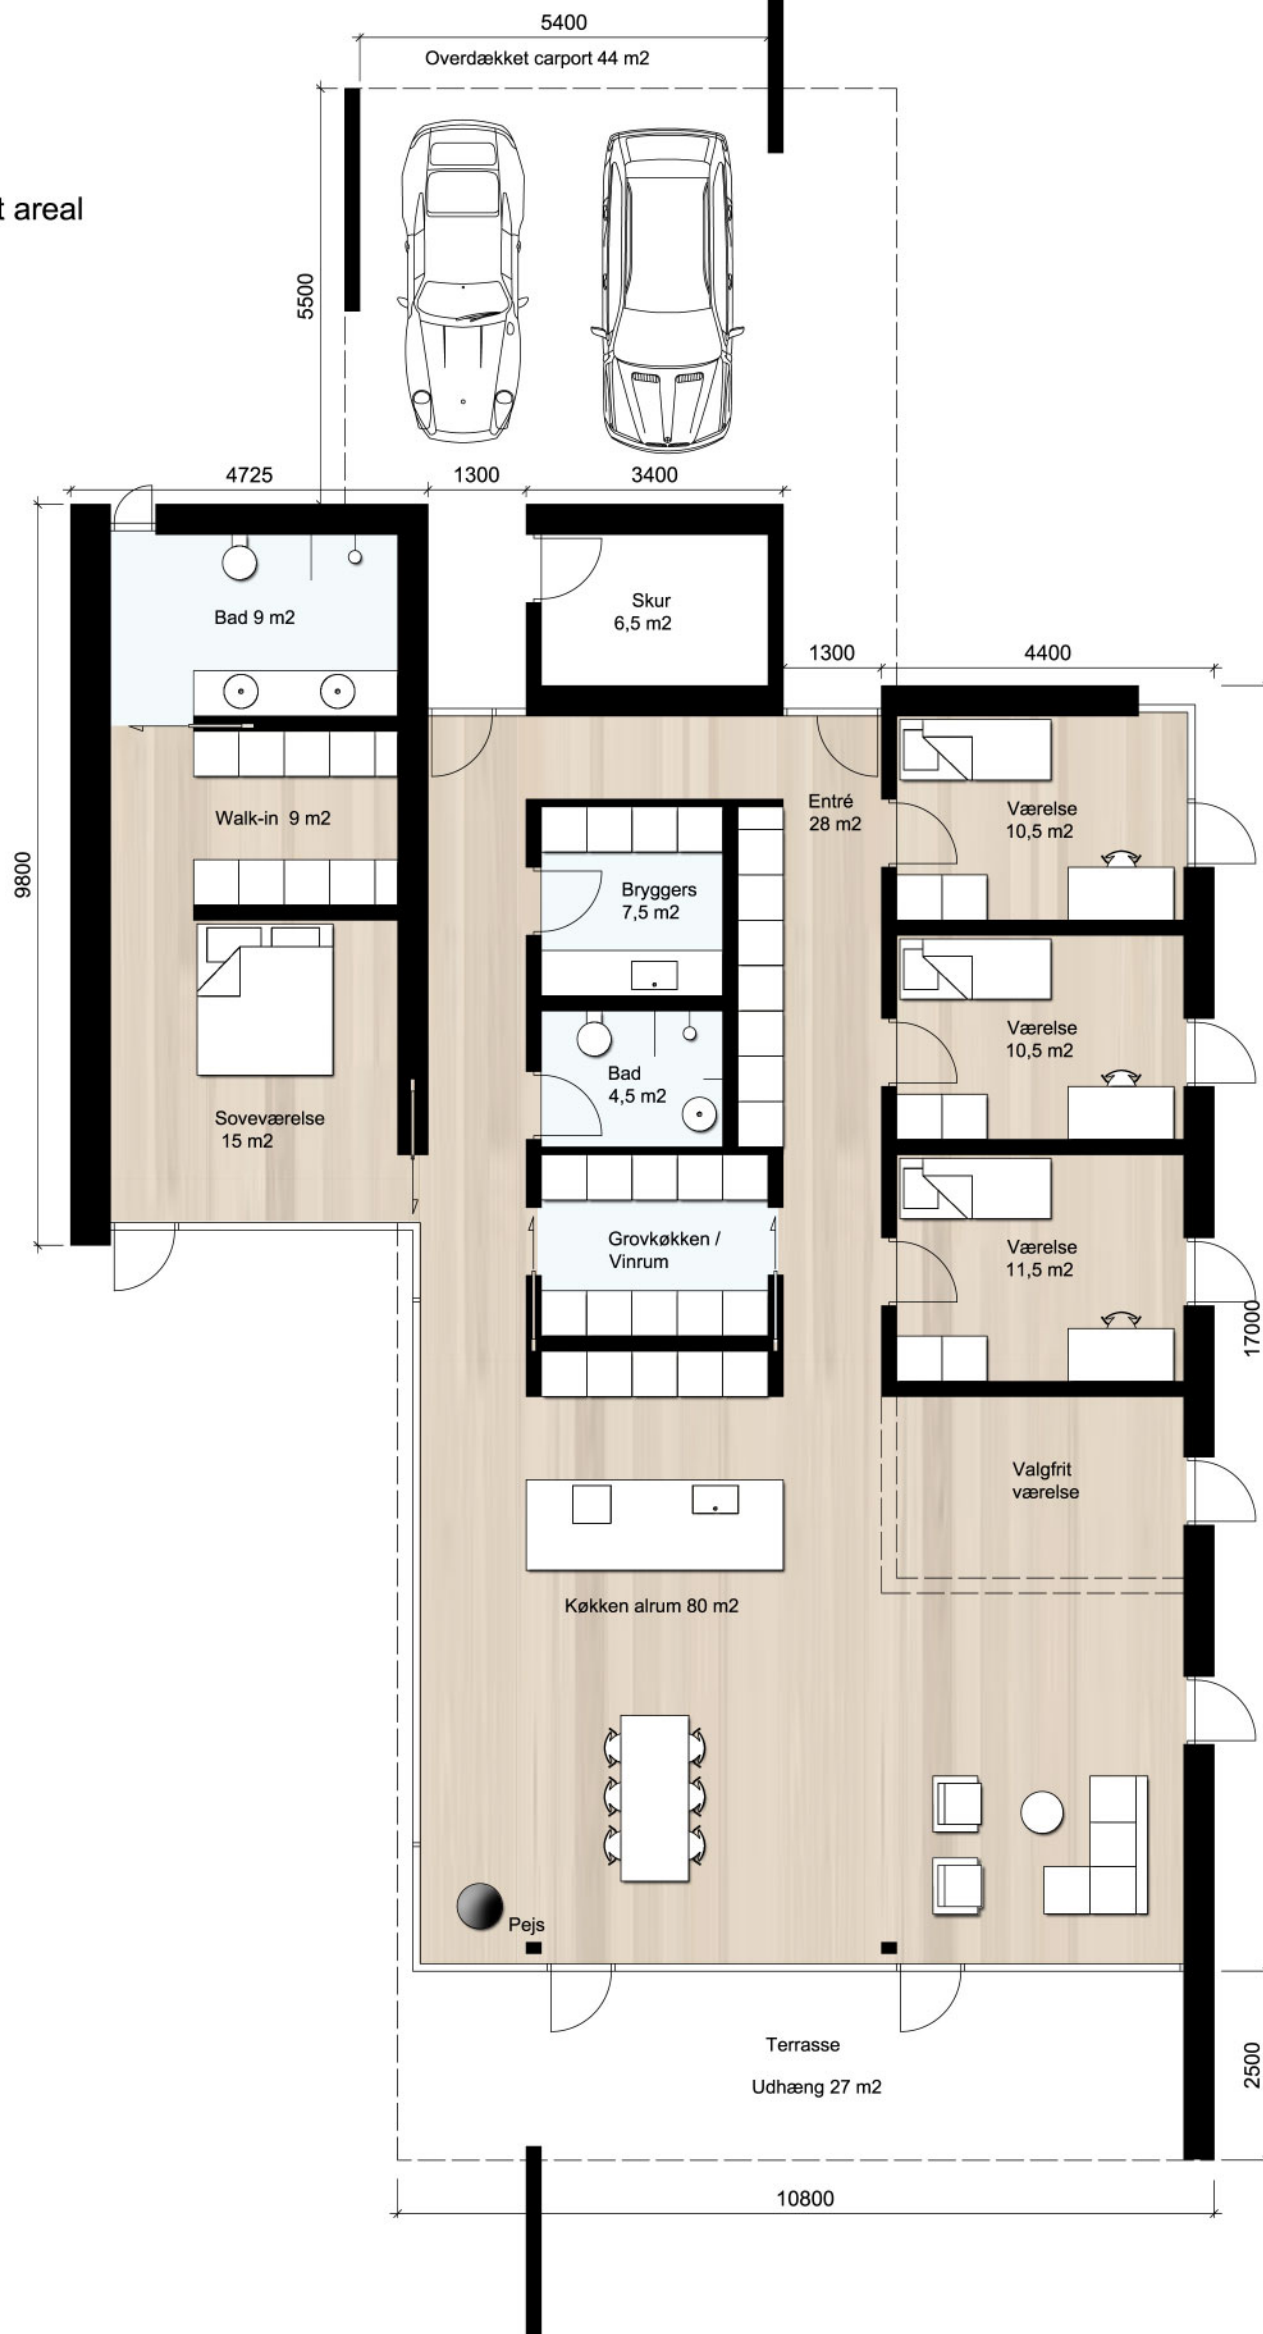 5400
Overdækket carport 44 m2
t areal
5500
4725
1300
3400
Skur
6,5 m2
Bad 9 m2
1300
4400
Walk-in 9 m2
Entré
28 m2
Værelse
10,5 m2
9800
Bryggers
7,5 m2
Værelse
10,5 m2
Bad
4,5 m2
Soveværelse
15 m2
Grovkøkken /
Vinrum
Værelse
11,5 m2
17000
Valgfrit
værelse
Køkken alrum 80 m2
Pejs
Terrasse
Udhæng 27 m2
2500
10800